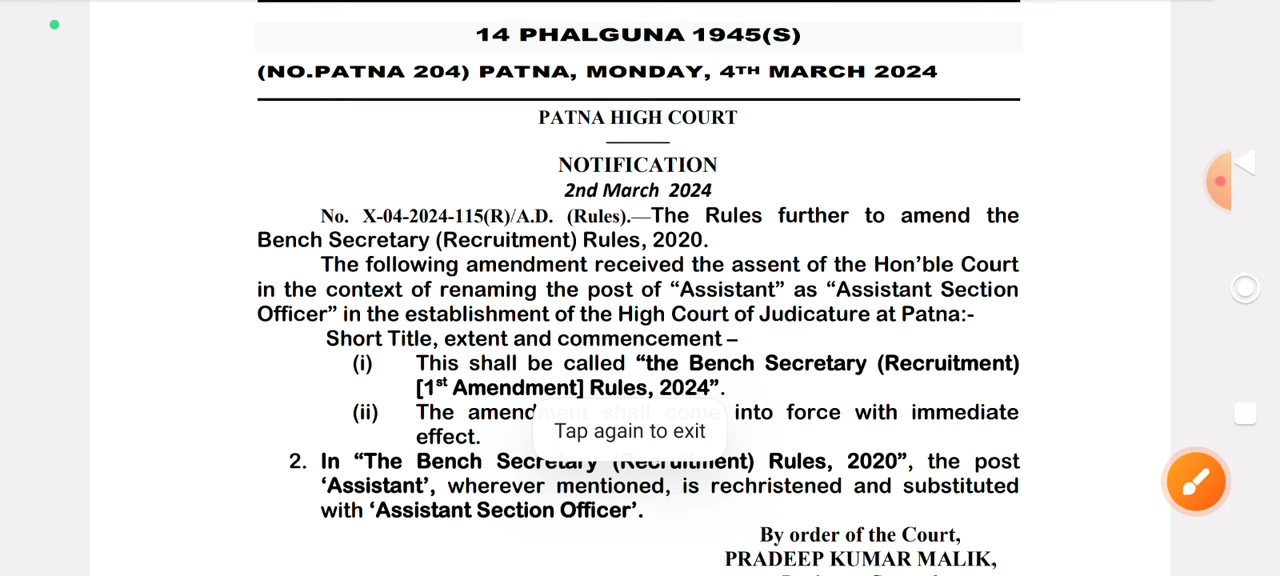 14 PHALGUNA 1945(S)
(NO.PATNA 204) PATNA, MONDAY, 4TH MARCH 2024
PATNA HIGH COURT
NOTIFICATION
2nd March 2024
No. X-04-2024-115(R)/A.D. (Rules).—The Rules further to amend the
Bench Secretary (Recruitment) Rules, 2020.
The following amendment received the assent of the Hon’ble Court
in the context of renaming the post of “Assistant” as “Assistant Section
Officer” in the establishment of the High Court of Judicature at Patna:-
Short Title, extent and commencement –
(i) This shall be called “the Bench Secretary (Recruitment)
[1st Amendment] Rules, 2024”.
(ii) The amendment shall come into force with immediate
effect.
Tap again to exit
2. In “The Bench Secretary (Recruitment) Rules, 2020”, the post
‘Assistant’, wherever mentioned, is rechristened and substituted
with ‘Assistant Section Officer’.
By order of the Court,
PRADEEP KUMAR MALIK,